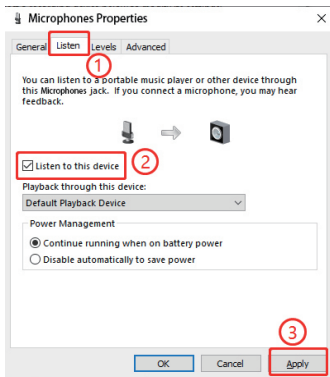 Microphones Properties
General Listen Levels Advanced
1
You can listen to a portable music player or other device through
this Microphones jack. If you connect a microphone, you may hear
feedback.
Listen to this device 2
Playback through this device:
Default Playback Device
Power Management
Continue running when on battery power
Disable automatically to save power
3
OK Cancel Apply